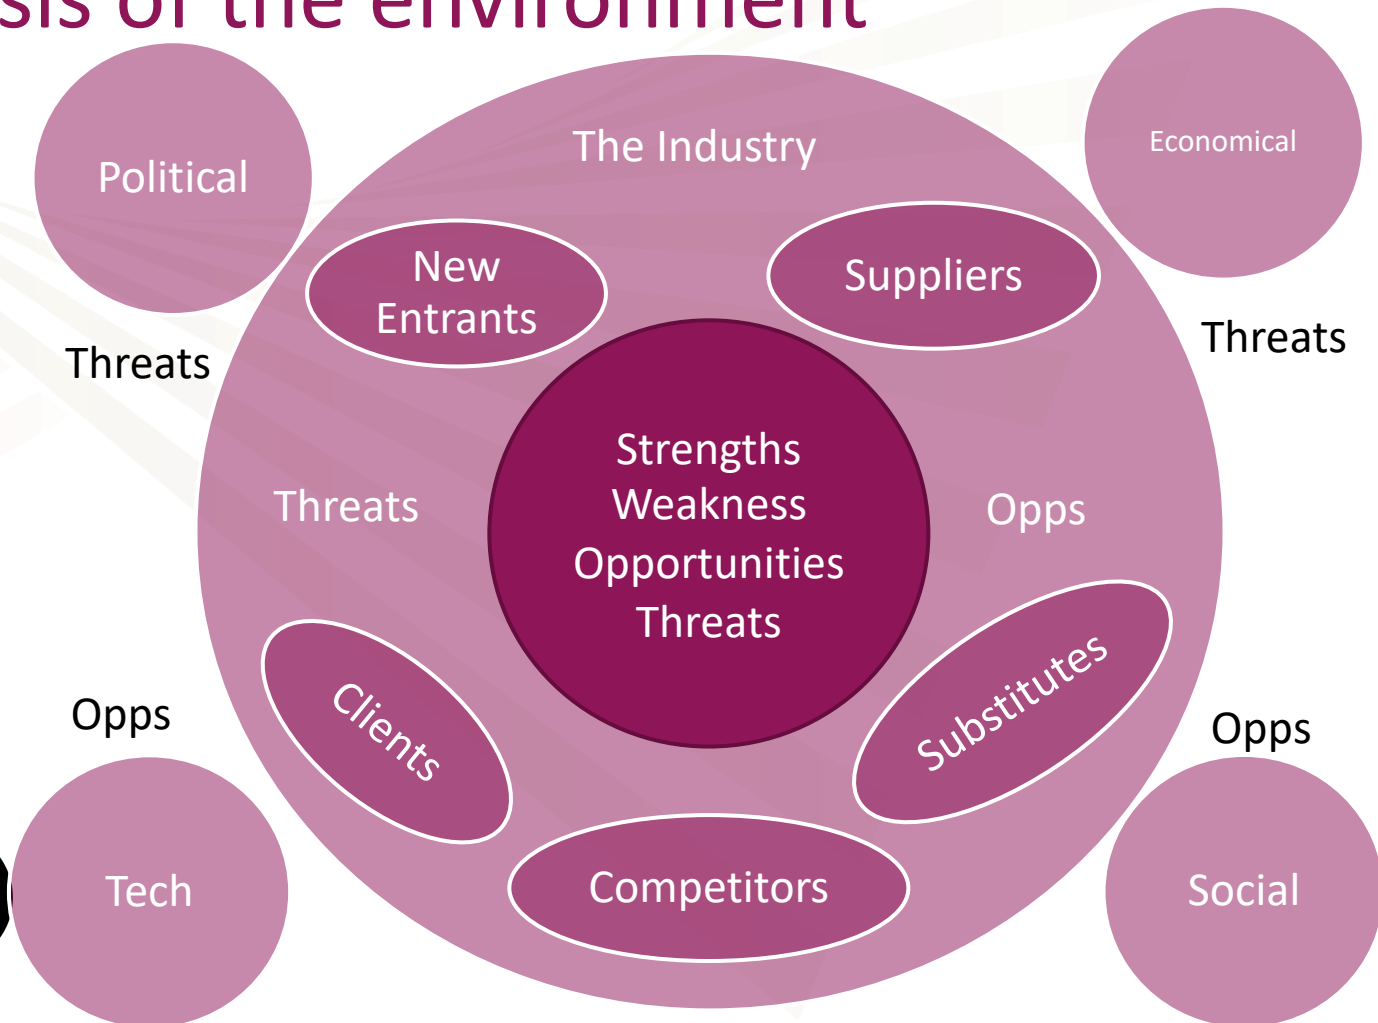 sis of the environment
Political
The Industry
Economical
New
Entrants
Suppliers
Threats
Threats
Strengths
Weakness
Opportunities
Threats
Threats
Opps
Clients
Substitutes
Opps
Opps
Competitors
Tech
Social